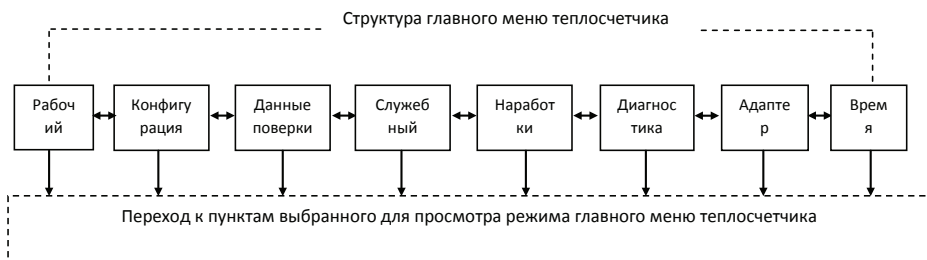 Структура главного меню теплосчетчика
Рабоч
ий
Конфигу
рация
Данные
поверки
Служеб
ный
Наработ
ки
Диагнос
тика
Адапте
р
Врем
я
Переход к пунктам выбранного для просмотра режима главного меню теплосчетчика